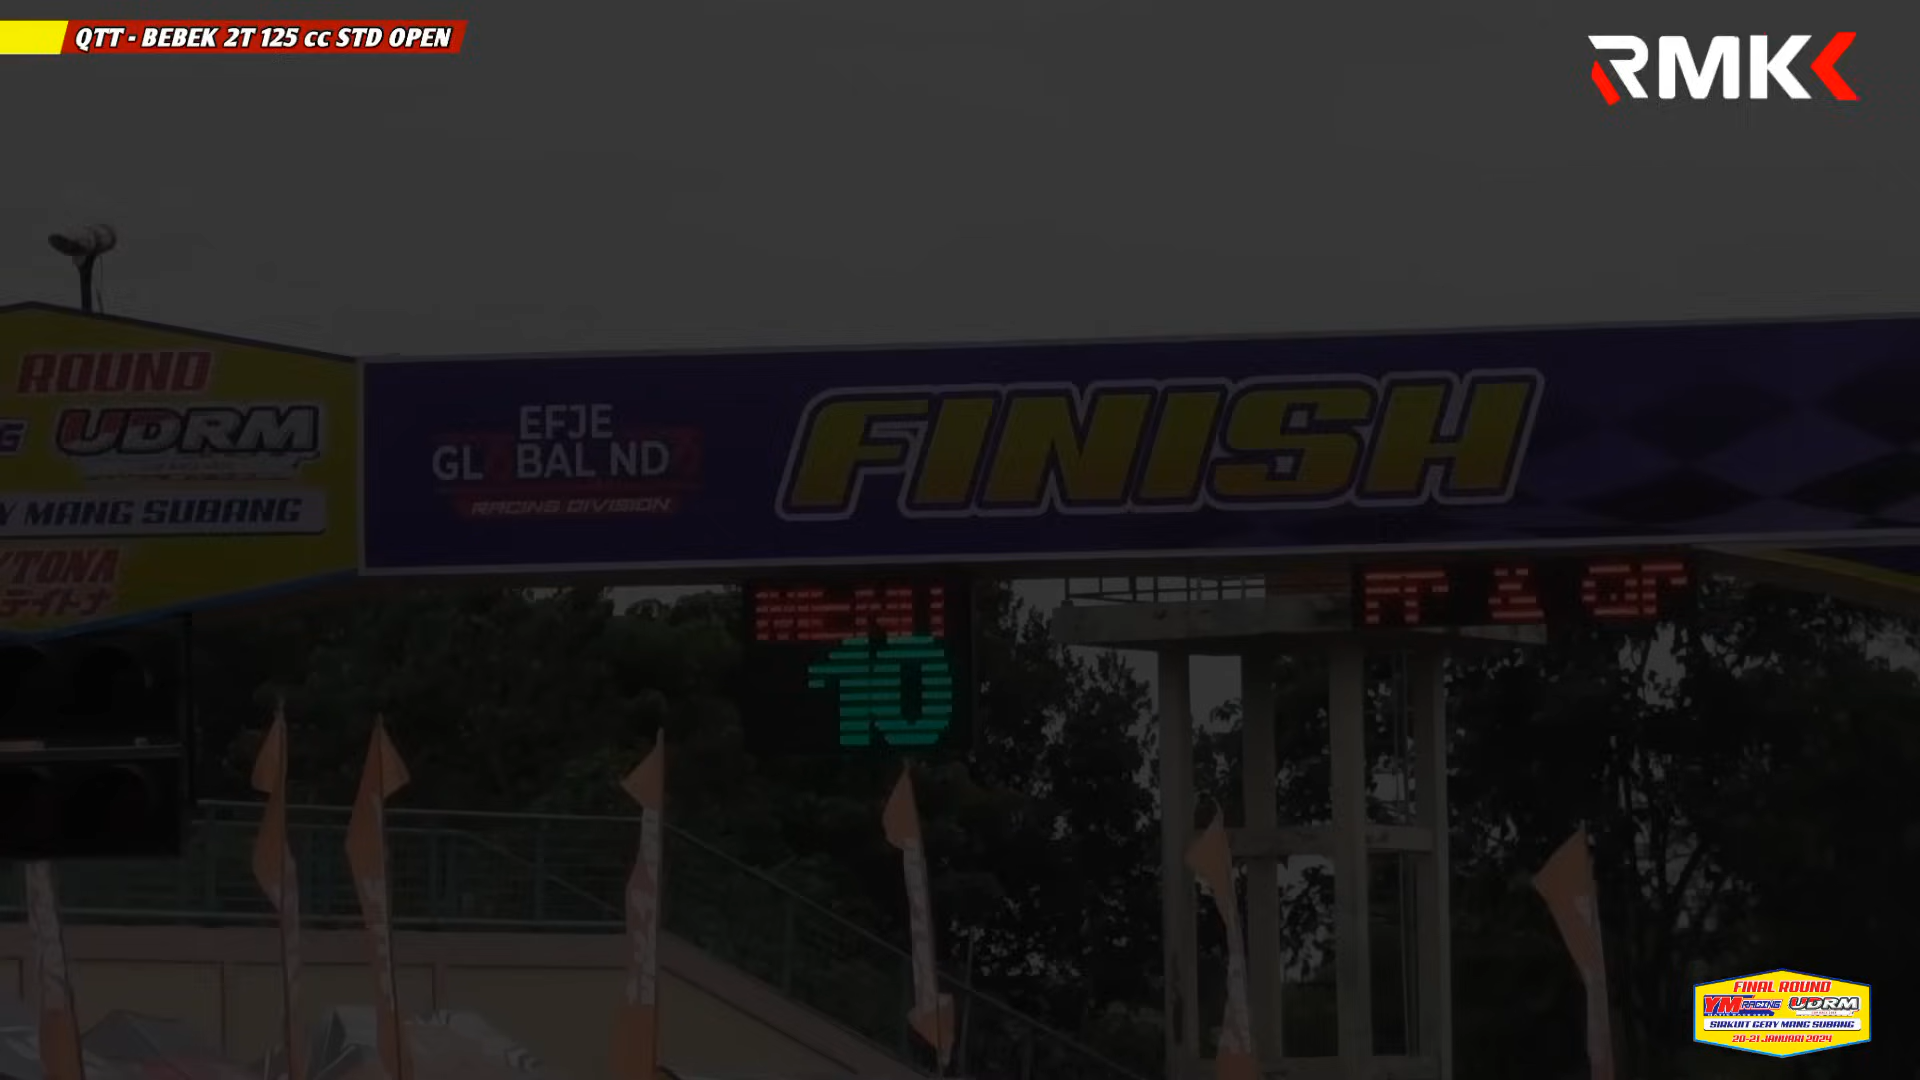 QTT - BEBEK 2T 125 cc STD OPEN
RMK
ROUND
UDRM
MANG SUBANG
EFJE
GL BAL ND
RACING DIVISION
FINISH
10
FINAL ROUND
YM RACING UDRM
SIRKUIT GERY MANG SUBANG
20-21 JANUARI 2024